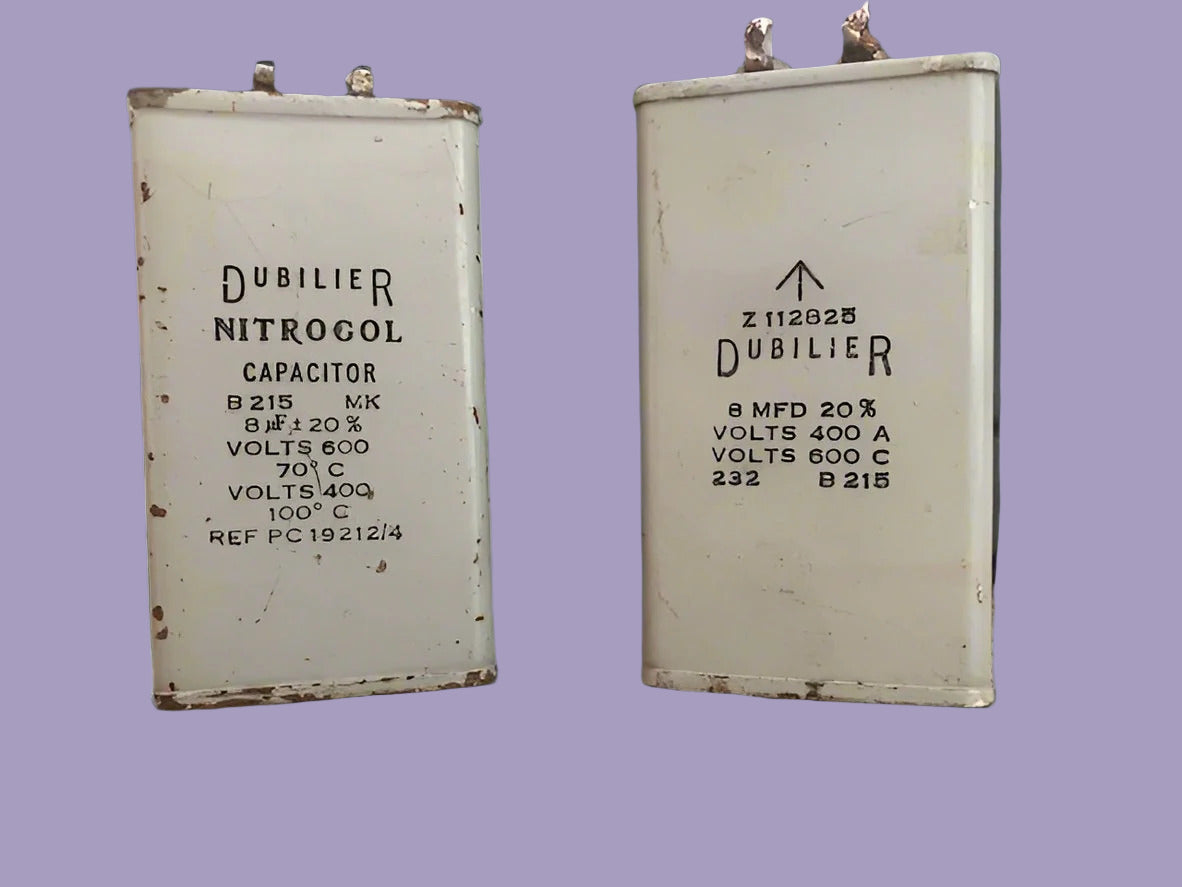 DUBILIER
NITROGOL
CAPACITOR
B 215 MK
8 µF ± 20 %
VOLTS 600
70° C
VOLTS 400
100° C
REF PC 19212/4
Z 112825
DUBILIER
8 MFD 20 %
VOLTS 400 A
VOLTS 600 C
232 B 215